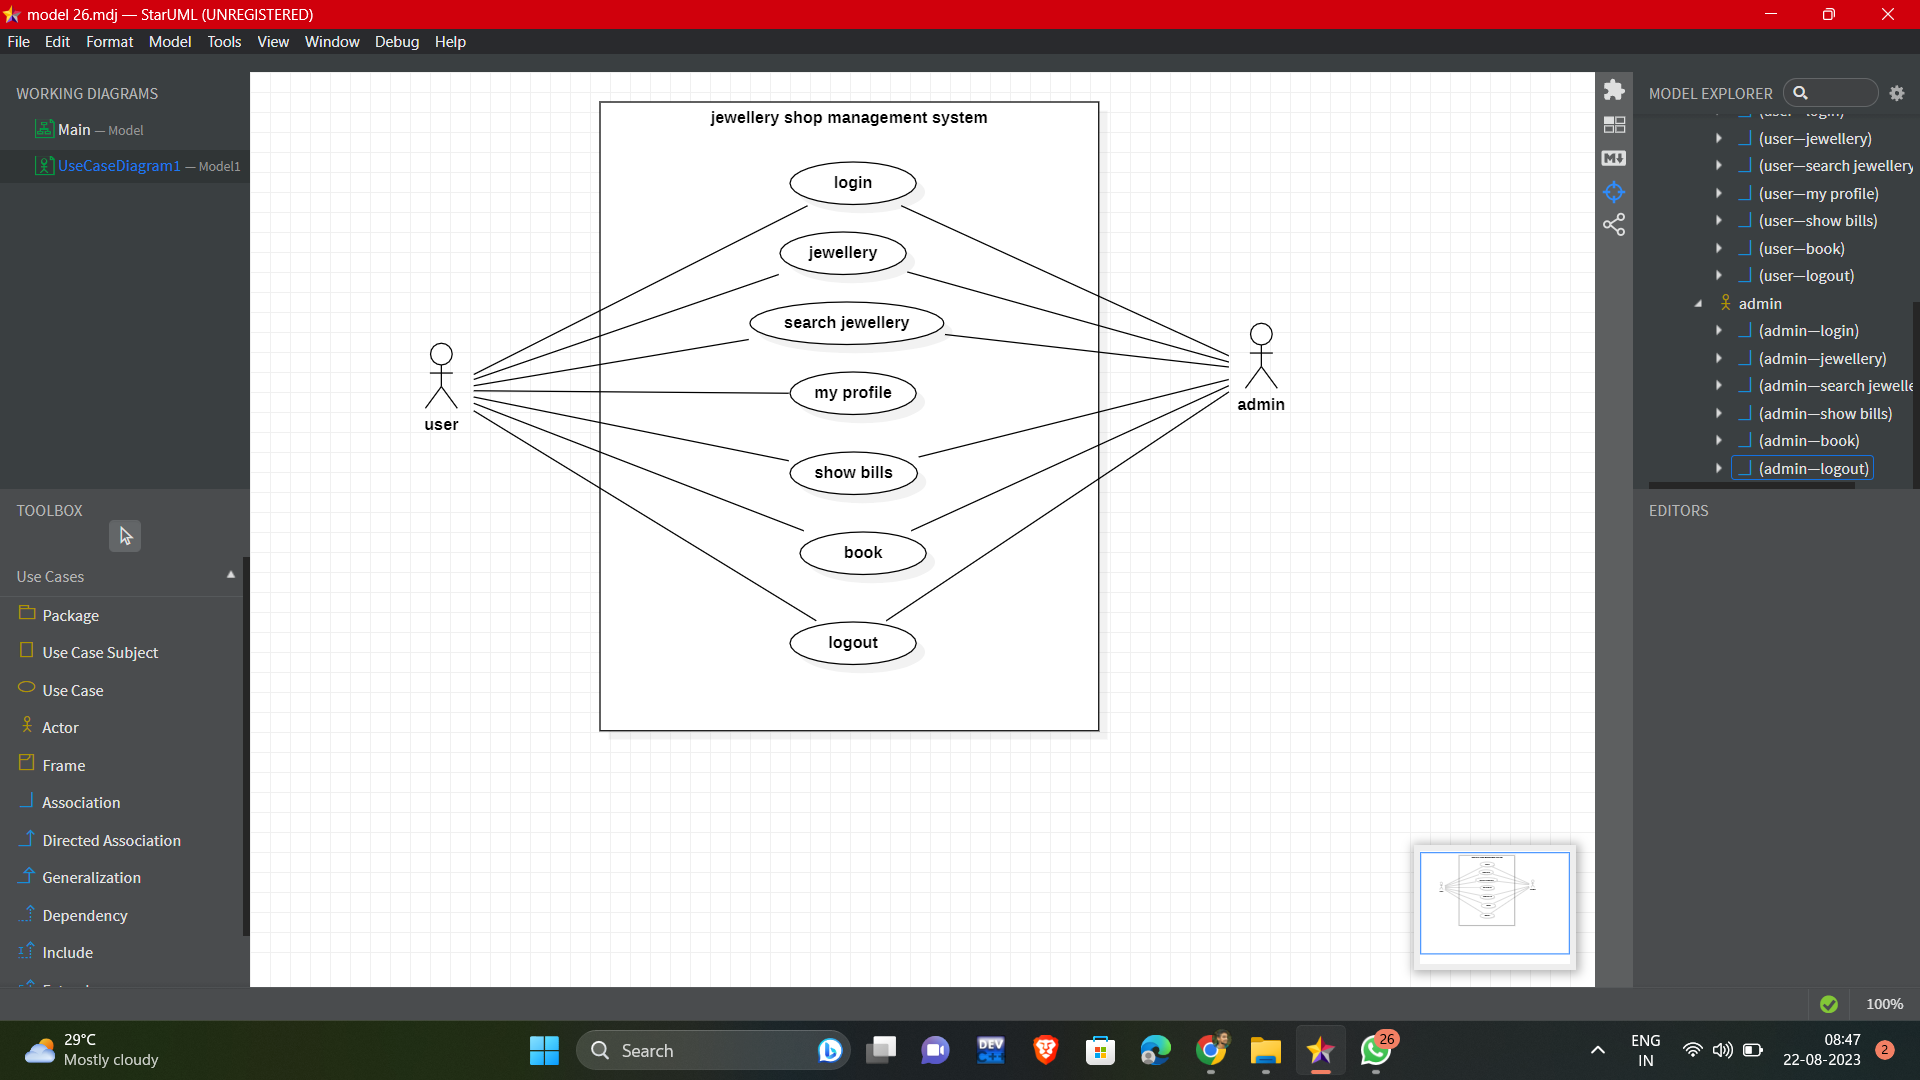 model 26.mdj — StarUML (UNREGISTERED)
File Edit Format Model Tools View Window Debug Help
WORKING DIAGRAMS
Main — Model
UseCaseDiagram1 — Model1
TOOLBOX
Use Cases
Package
Use Case Subject
Use Case
Actor
Frame
Association
Directed Association
Generalization
Dependency
Include
jewellery shop management system
login
jewellery
search jewellery
my profile
show bills
book
logout
user
admin
MODEL EXPLORER
(user—login)
(user—jewellery)
(user—search jewellery
(user—my profile)
(user—show bills)
(user—book)
(user—logout)
admin
(admin—login)
(admin—jewellery)
(admin—search jewelle
(admin—show bills)
(admin—book)
(admin—logout)
EDITORS
100%
29°C
Mostly cloudy
Search
DEV
C++
26
ENG
IN
08:47
22-08-2023
2